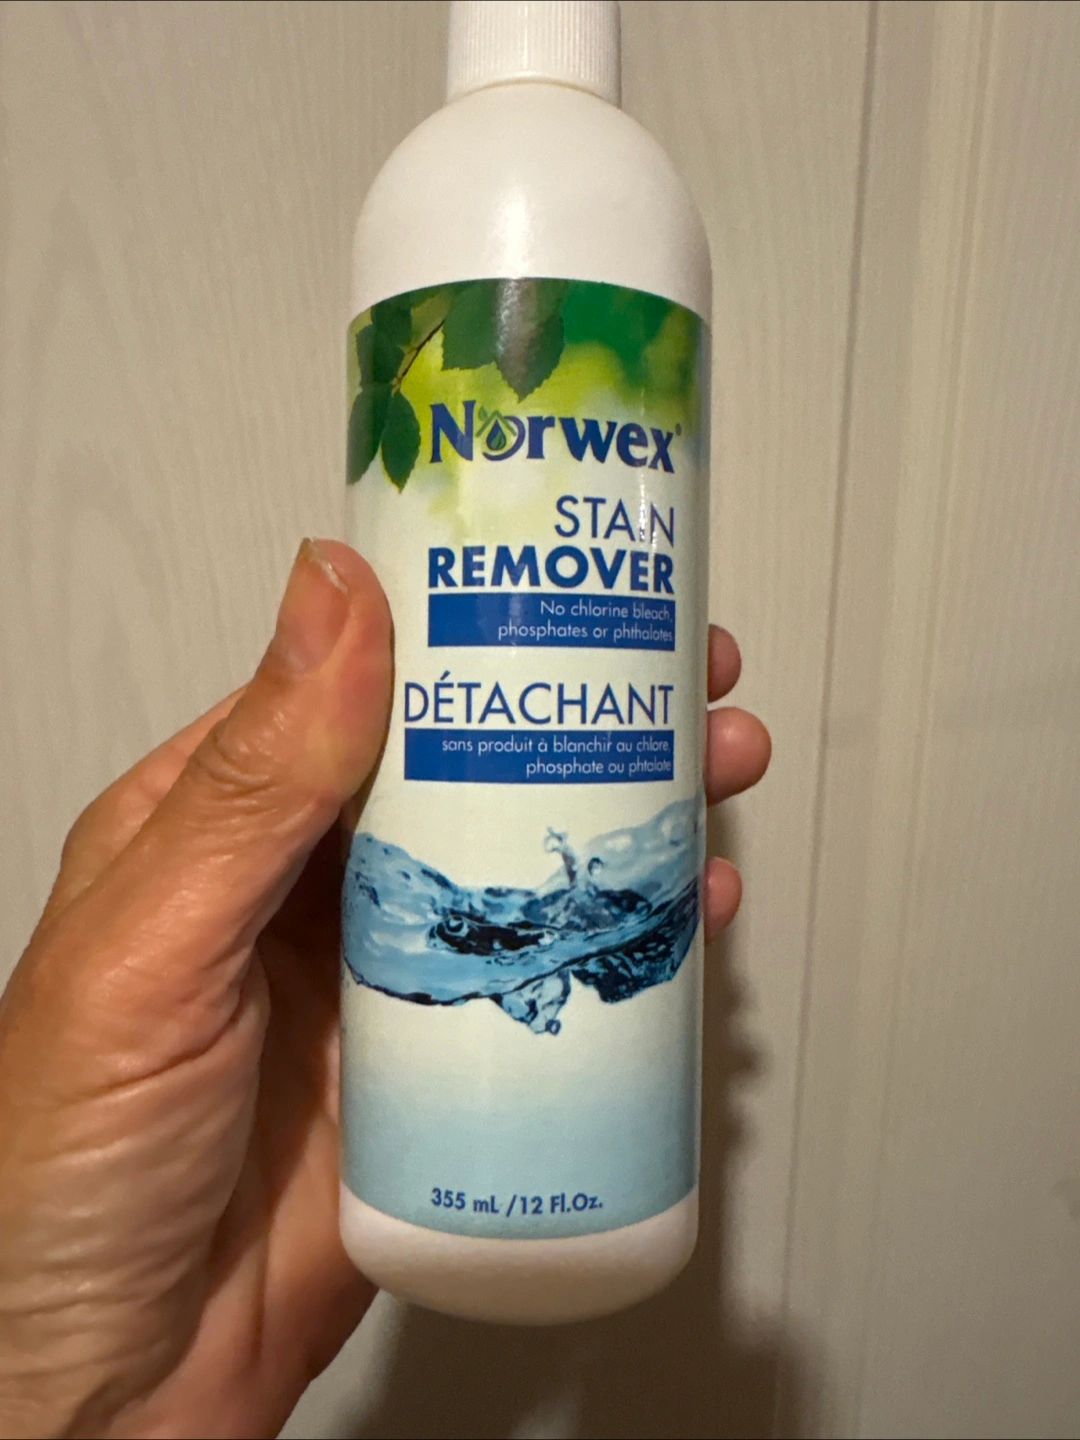 Norwex®
STAIN
REMOVER
No chlorine bleach,
phosphates or phthalates
DÉTACHANT
sans produit à blanchir au chlore,
phosphate ou phtalate
355 mL /12 Fl.Oz.